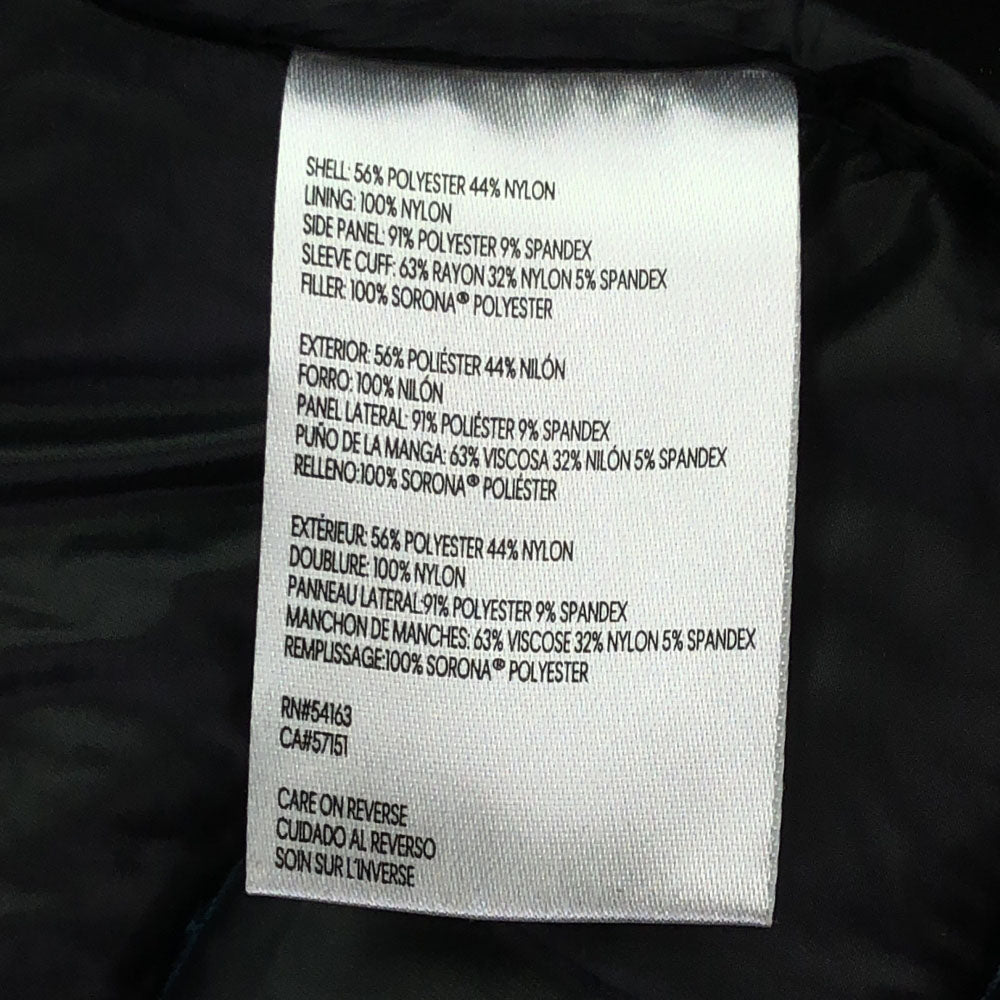 SHELL: 56% POLYESTER 44% NYLON
LINING: 100% NYLON
SIDE PANEL: 91% POLYESTER 9% SPANDEX
SLEEVE CUFF: 63% RAYON 32% NYLON 5% SPANDEX
FILLER: 100% SORONA® POLYESTER
EXTERIOR: 56% POLIÉSTER 44% NILÓN
FORRO: 100% NILÓN
PANEL LATERAL: 91% POLIÉSTER 9% SPANDEX
PUÑO DE LA MANGA: 63% VISCOSA 32% NILÓN 5% SPANDEX
RELLENO:100% SORONA® POLIÉSTER
EXTÉRIEUR: 56% POLYESTER 44% NYLON
DOUBLURE: 100% NYLON
PANNEAU LATERAL:91% POLYESTER 9% SPANDEX
MANCHON DE MANCHES: 63% VISCOSE 32% NYLON 5% SPANDEX
REMPLISSAGE:100% SORONA® POLYESTER
RN#54163
CA#57151
CARE ON REVERSE
CUIDADO AL REVERSO
SOIN SUR L'INVERSE